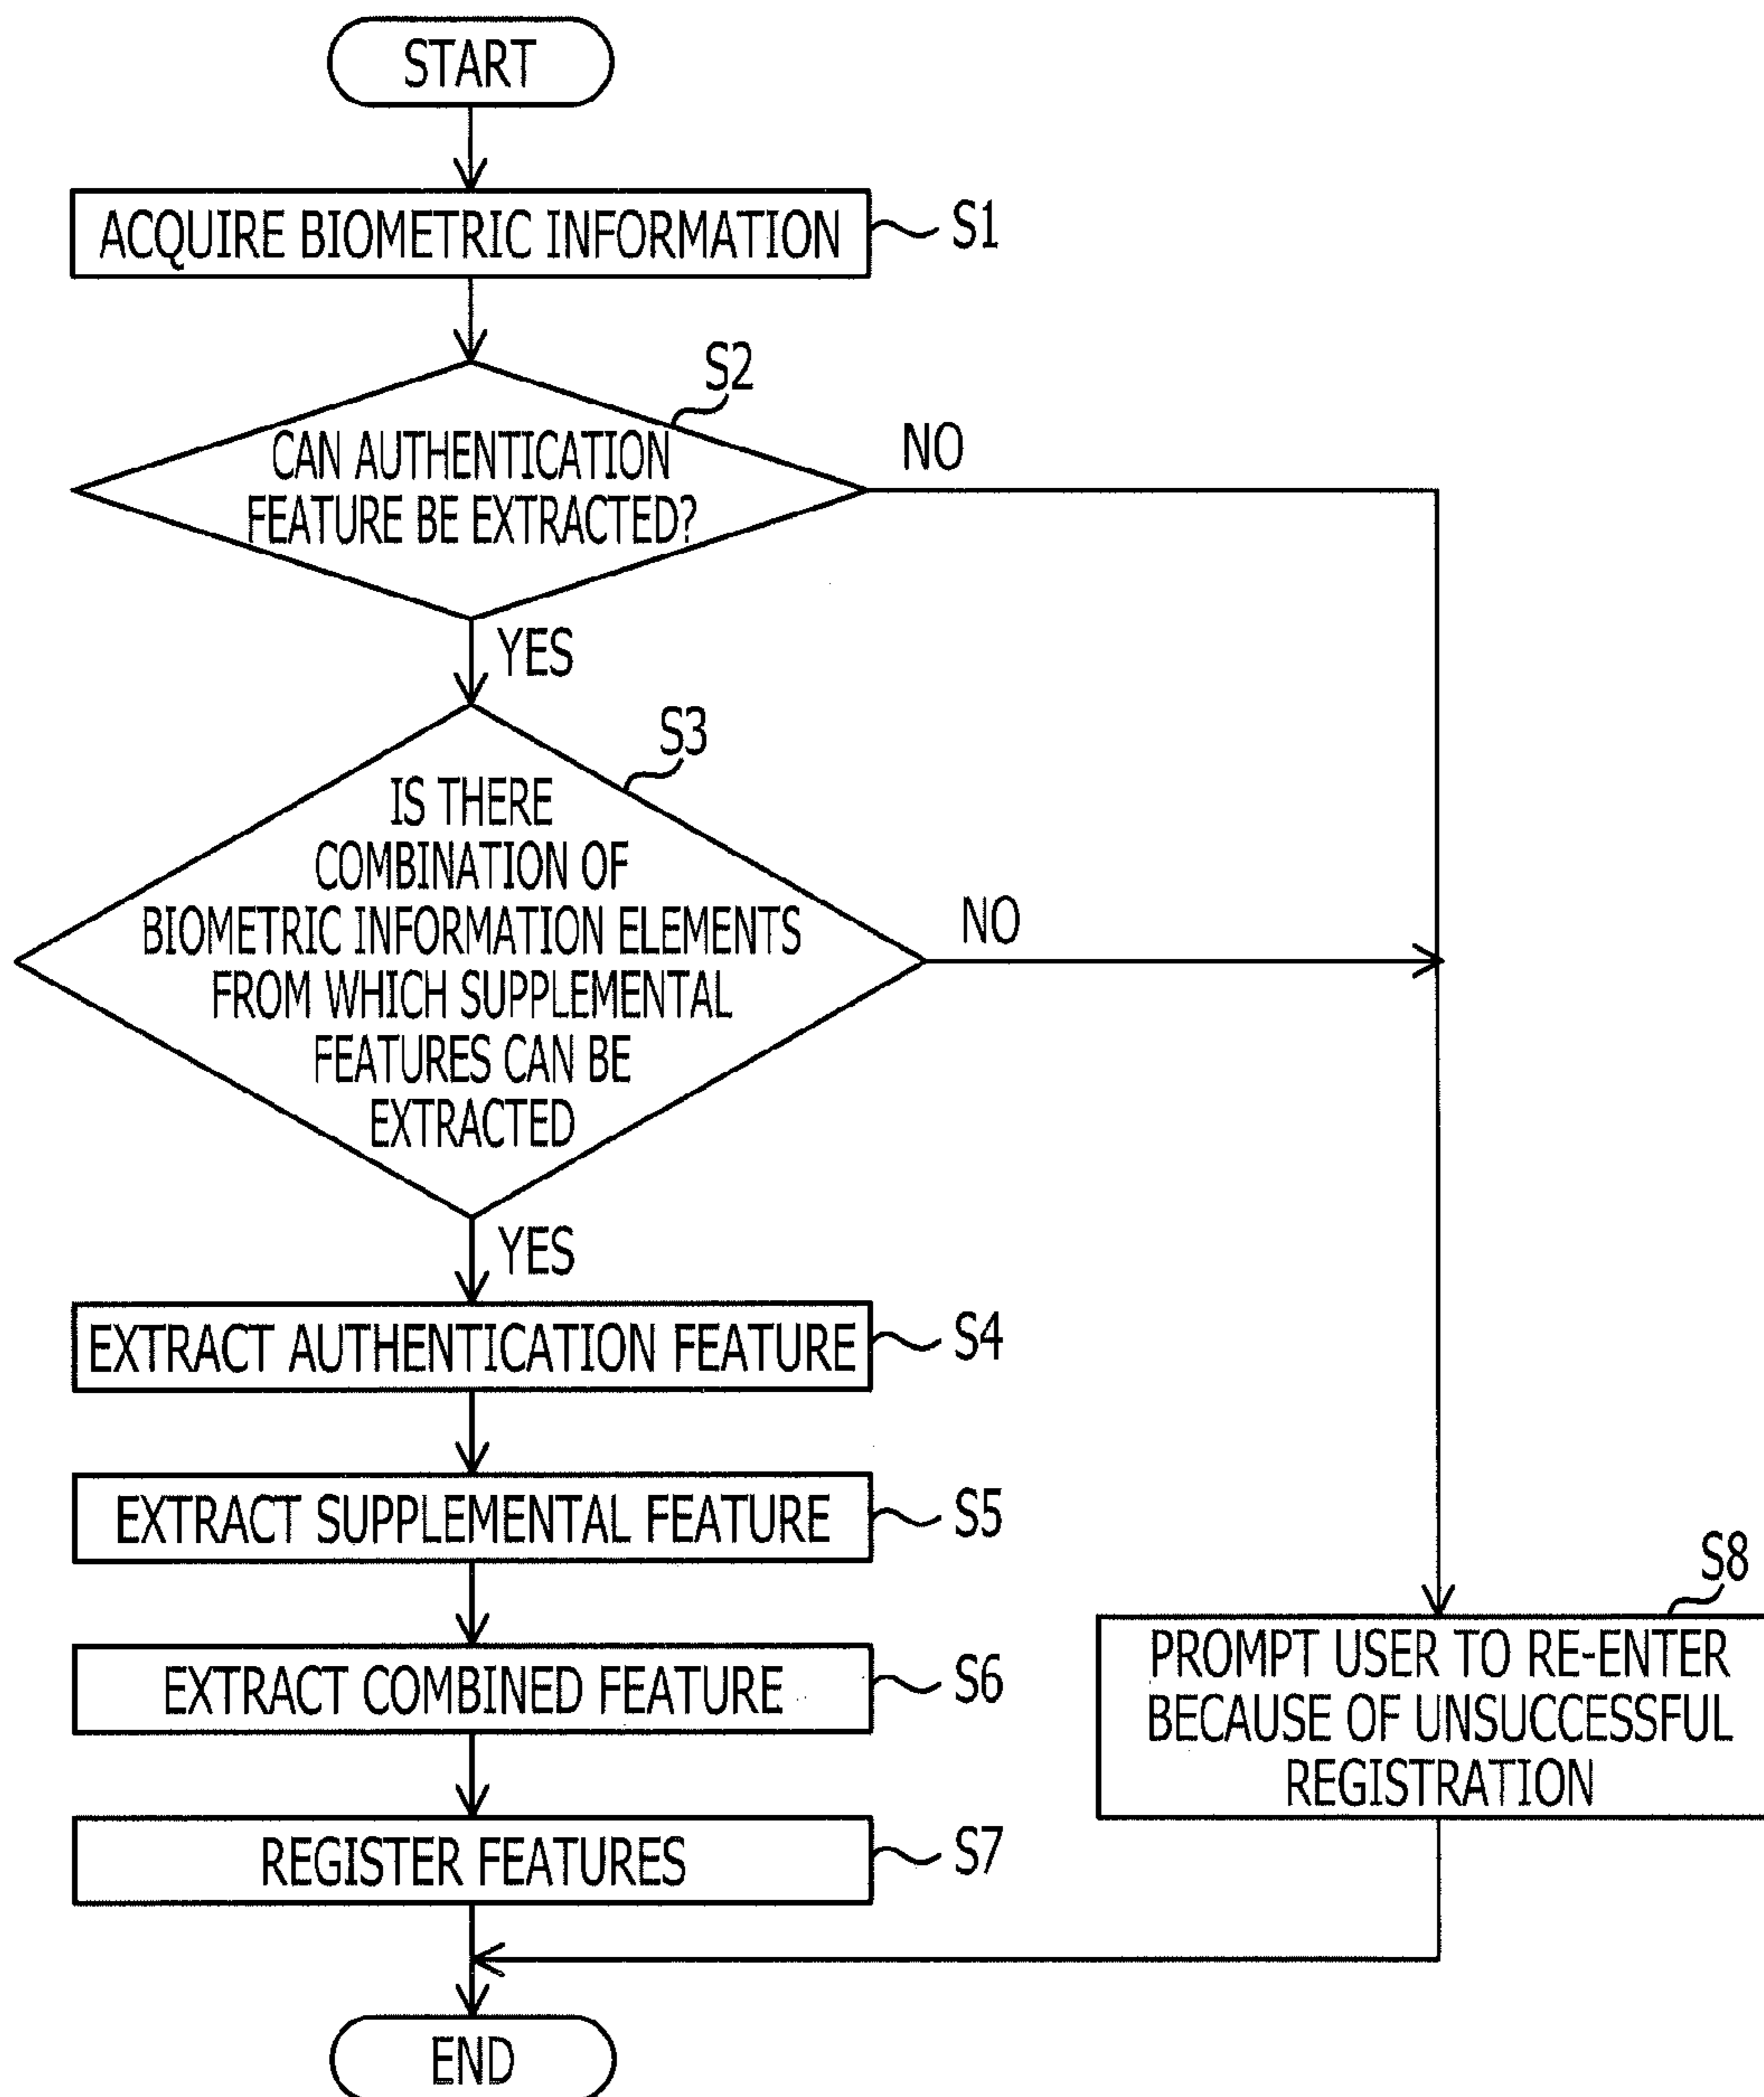 START
ACQUIRE BIOMETRIC INFORMATION
S1
S2
CAN AUTHENTICATION
FEATURE BE EXTRACTED?
NO
YES
S3
IS THERE
COMBINATION OF
BIOMETRIC INFORMATION ELEMENTS
FROM WHICH SUPPLEMENTAL
FEATURES CAN BE
EXTRACTED
NO
YES
EXTRACT AUTHENTICATION FEATURE
S4
EXTRACT SUPPLEMENTAL FEATURE
S5
EXTRACT COMBINED FEATURE
S6
REGISTER FEATURES
S7
S8
PROMPT USER TO RE-ENTER
BECAUSE OF UNSUCCESSFUL
REGISTRATION
END